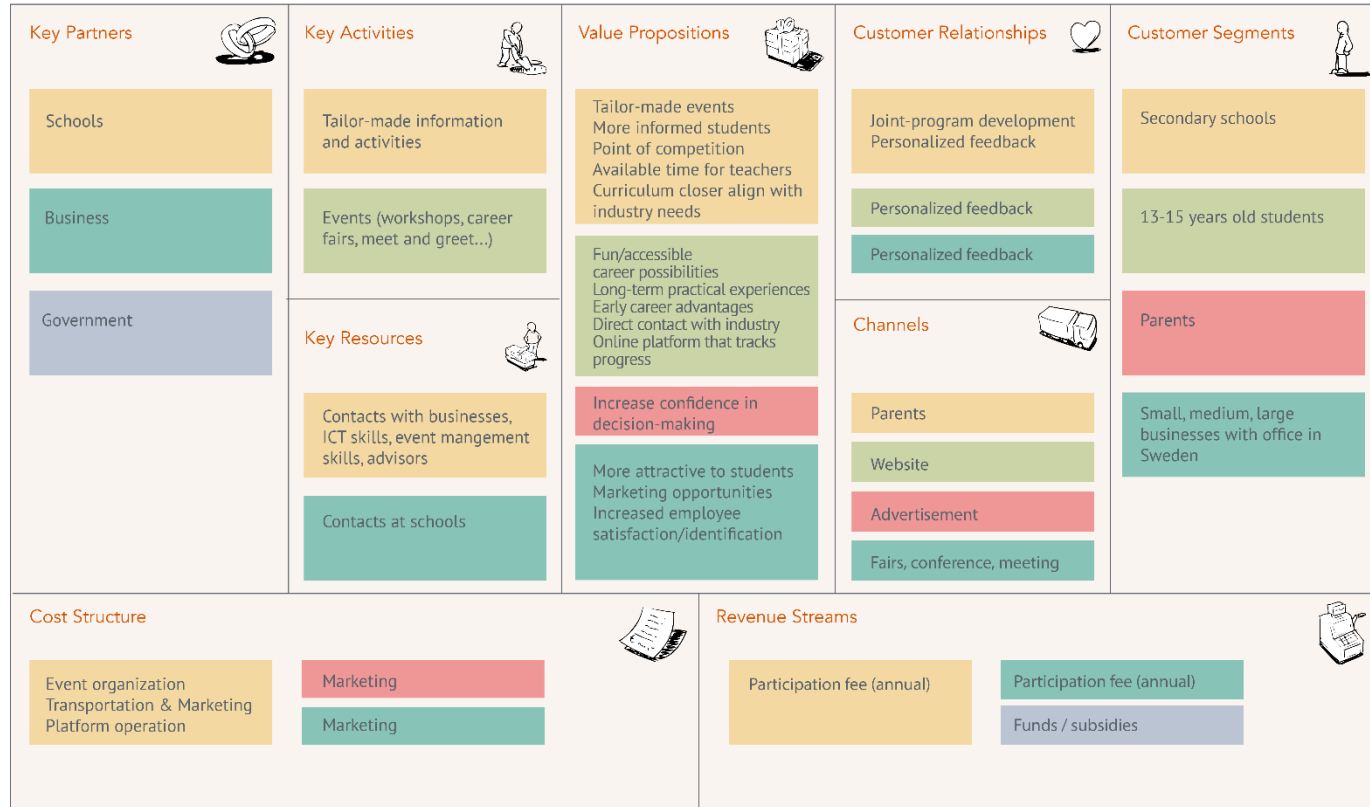 Key Partners
Schools
Business
Government
Key Activities
Tailor-made information
and activities
Events (workshops, career
fairs, meet and greet...)
Key Resources
Contacts with businesses,
ICT skills, event mangement
skills, advisors
Contacts at schools
Value Propositions
Tailor-made events
More informed students
Point of competition
Available time for teachers
Curriculum closer align with
industry needs
Fun/accessible
career possibilities
Long-term practical experiences
Early career advantages
Direct contact with industry
Online platform that tracks
progress
Increase confidence in
decision-making
More attractive to students
Marketing opportunities
Increased employee
satisfaction/identification
Customer Relationships
Joint-program development
Personalized feedback
Personalized feedback
Personalized feedback
Channels
Parents
Website
Advertisement
Fairs, conference, meeting
Customer Segments
Secondary schools
13-15 years old students
Parents
Small, medium, large
businesses with office in
Sweden
Cost Structure
Event organization
Transportation & Marketing
Platform operation
Marketing
Marketing
Revenue Streams
Participation fee (annual)
Participation fee (annual)
Funds / subsidies